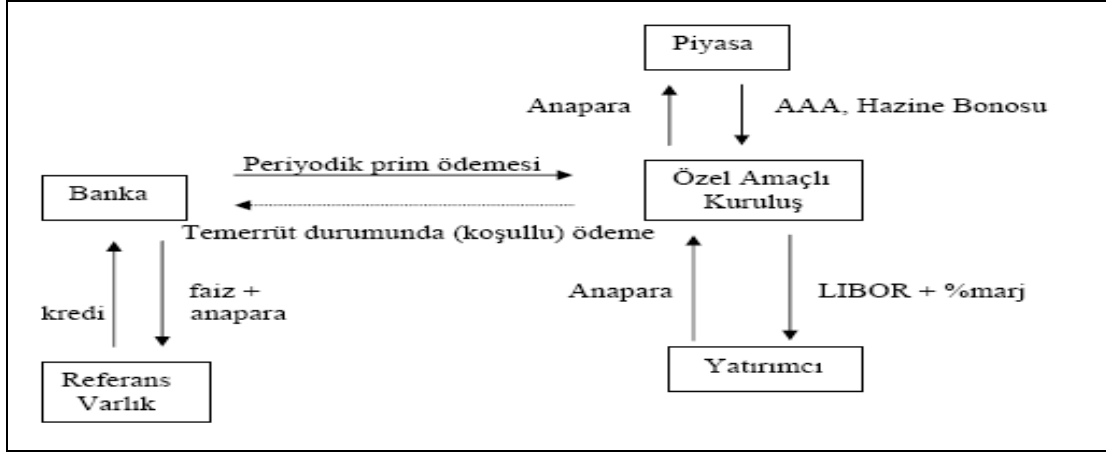 Piyasa
Anapara
AAA, Hazine Bonosu
Periyodik prim ödemesi
Banka
Özel Amaçlı
Kuruluş
Temerrüt durumunda (koşullu) ödeme
kredi
faiz +
anapara
Anapara
LIBOR + %marj
Referans
Varlık
Yatırımcı